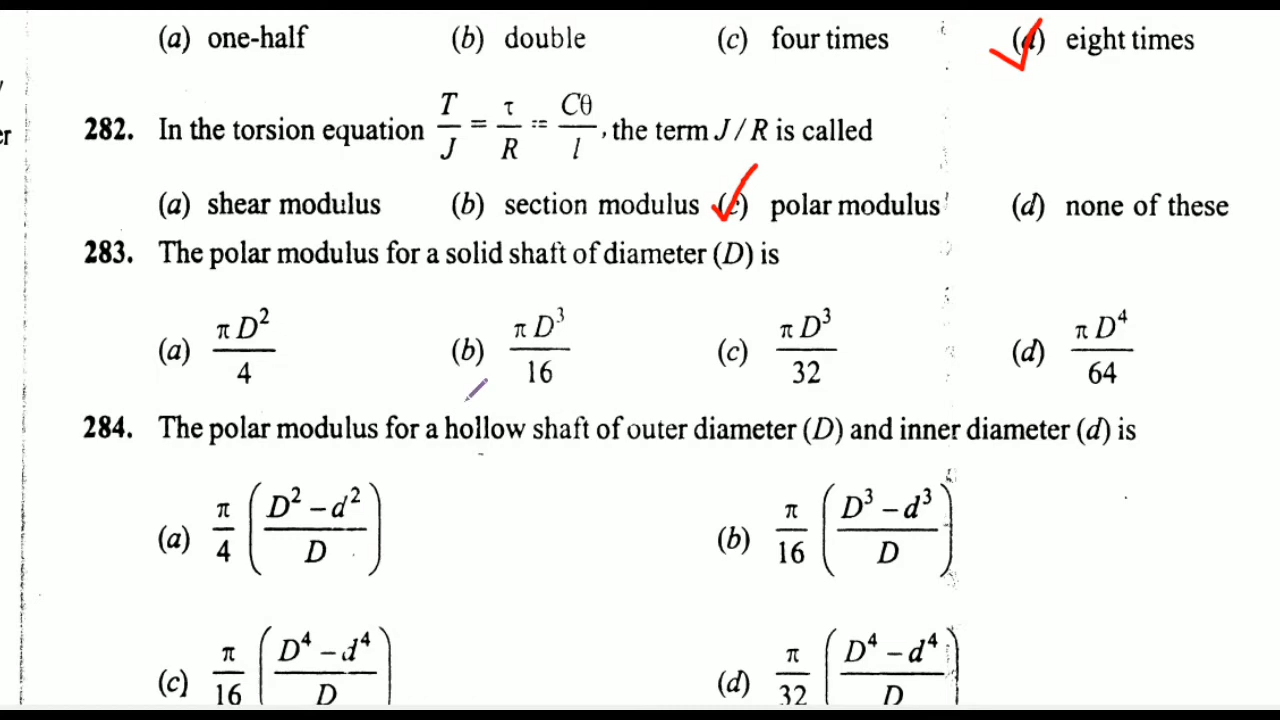 (a) one-half (b) double (c) four times (d) eight times
er
282. In the torsion equation T/J = τ/R = Cθ/l, the term J/R is called
(a) shear modulus (b) section modulus (c) polar modulus (d) none of these
283. The polar modulus for a solid shaft of diameter (D) is
(a) πD²/4 (b) πD³/16 (c) πD³/32 (d) πD⁴/64
284. The polar modulus for a hollow shaft of outer diameter (D) and inner diameter (d) is
(a) π/4 (D² – d²/D) (b) π/16 (D³ – d³/D)
(c) π/16 (D⁴ – d⁴/D) (d) π/32 (D⁴ – d⁴/D)